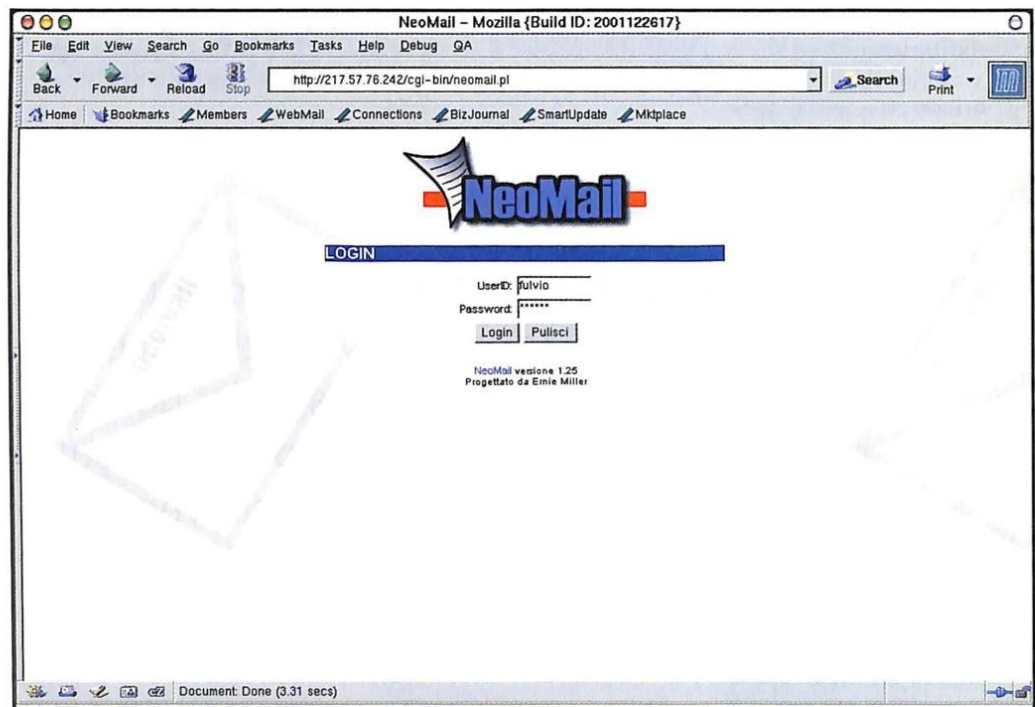 NeoMail – Mozilla {Build ID: 2001122617}
File Edit View Search Go Bookmarks Tasks Help Debug QA
Back Forward Reload Stop http://217.57.76.242/cgi-bin/neomail.pl Search Print m
Home Bookmarks Members WebMail Connections BizJournal SmartUpdate Mktplace
NeoMail
LOGIN
UserID: fulvio
Password: ******
Login Pulisci
NeoMail versione 1.25
Progettato da Ernie Miller
neomail
Document: Done (3.31 secs)